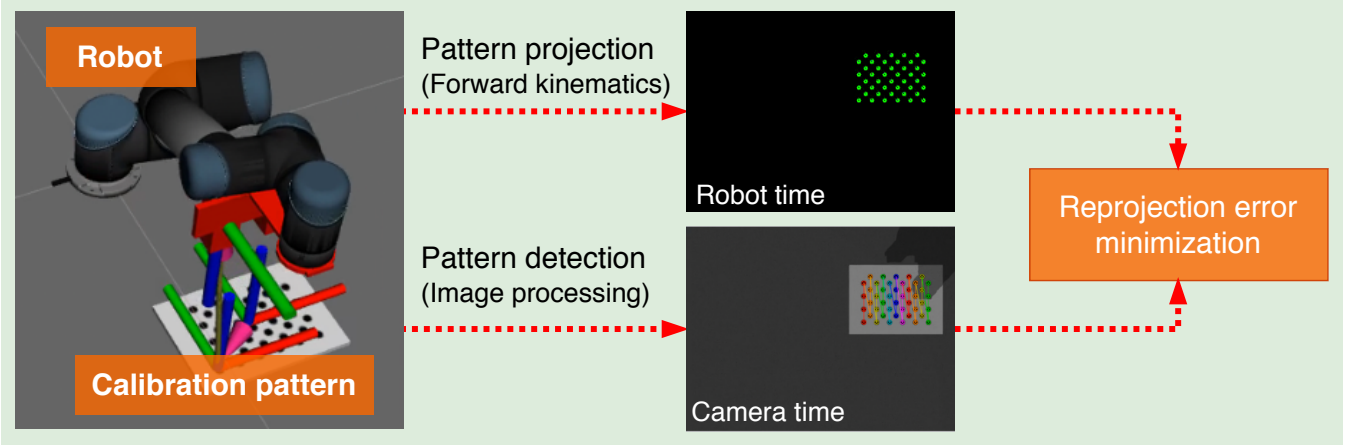 Robot
Calibration pattern
Pattern projection
(Forward kinematics)
Robot time
Pattern detection
(Image processing)
Camera time
Reprojection error
minimization